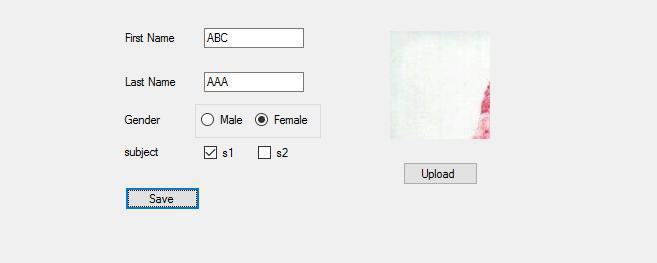 First Name ABC
Last Name AAA
Gender Male Female
subject s1 s2
Upload
Save